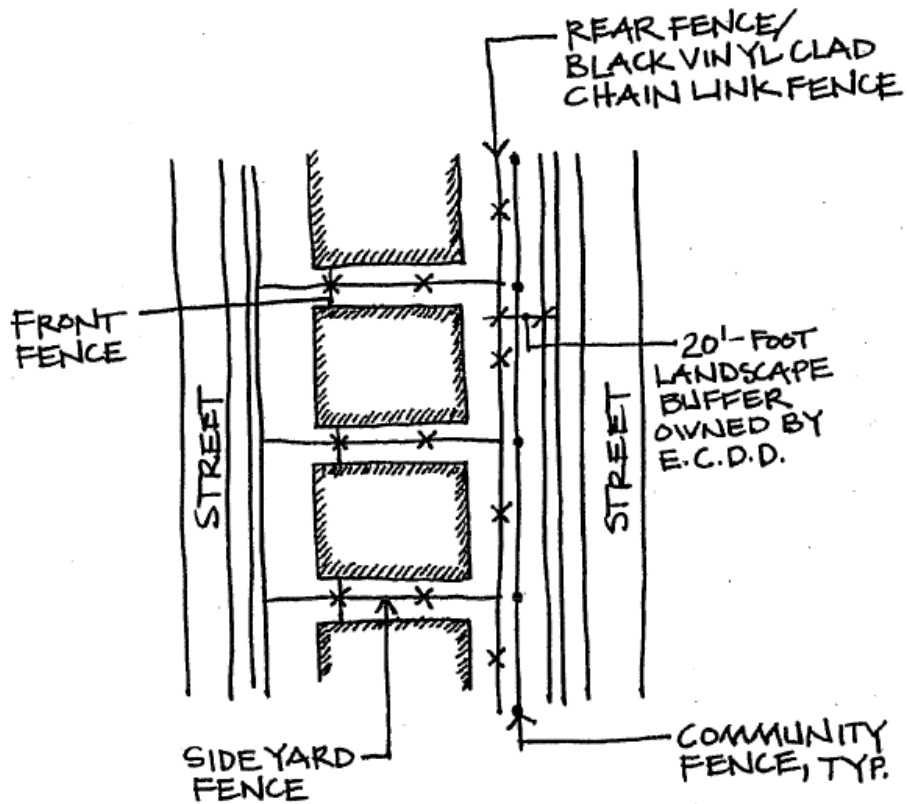 REAR FENCE/
BLACK VINYL CLAD
CHAIN LINK FENCE
FRONT
FENCE
20'-FOOT
LANDSCAPE
BUFFER
OWNED BY
E.C.D.D.
STREET
STREET
SIDE YARD
FENCE
COMMUNITY
FENCE, TYP.